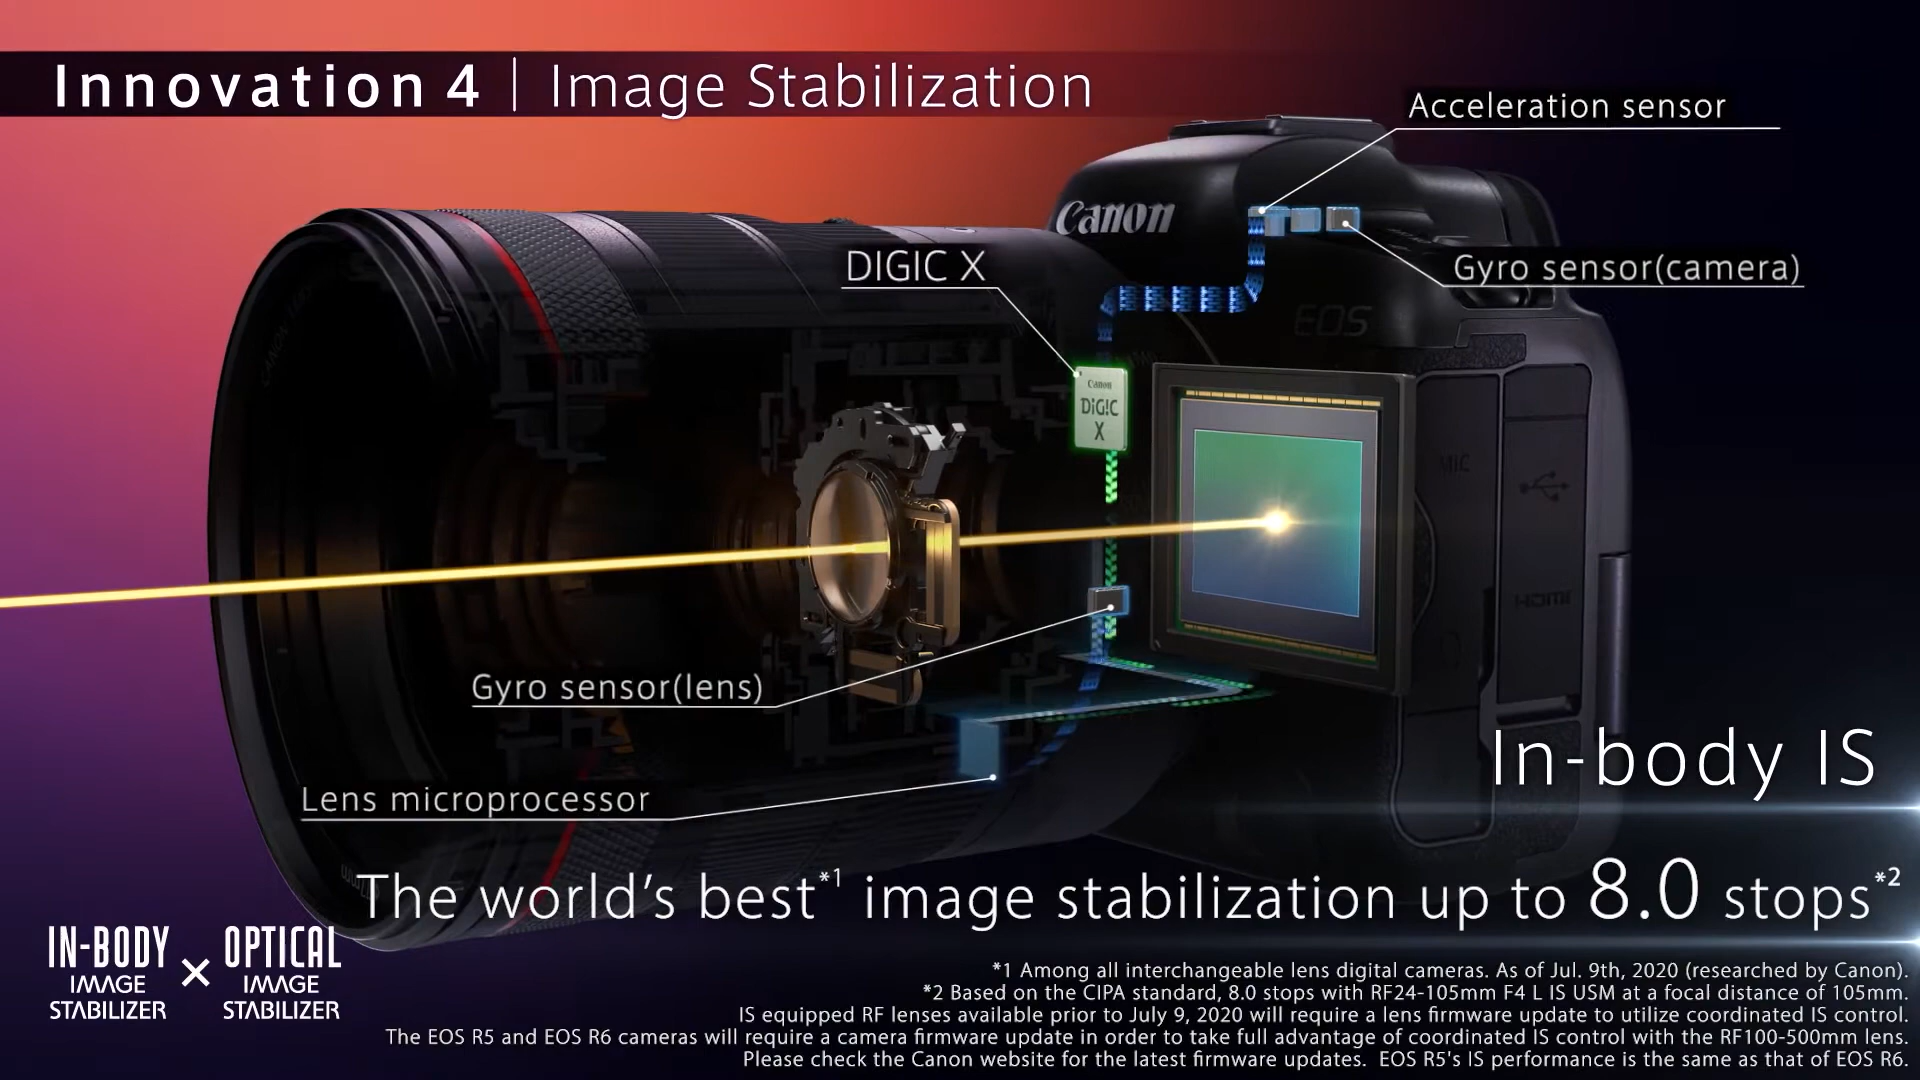 Innovation 4 | Image Stabilization
Acceleration sensor
Canon
DIGIC X
Gyro sensor(camera)
EOS
Canon
DiG!C
X
MIC
HDMI
Gyro sensor(lens)
In-body IS
Lens microprocessor
The world's best*1 image stabilization up to 8.0 stops*2
IN-BODY × OPTICAL
IMAGE IMAGE
STABILIZER STABILIZER
*1 Among all interchangeable lens digital cameras. As of Jul. 9th, 2020 (researched by Canon).
*2 Based on the CIPA standard, 8.0 stops with RF24-105mm F4 L IS USM at a focal distance of 105mm.
IS equipped RF lenses available prior to July 9, 2020 will require a lens firmware update to utilize coordinated IS control.
The EOS R5 and EOS R6 cameras will require a camera firmware update in order to take full advantage of coordinated IS control with the RF100-500mm lens.
Please check the Canon website for the latest firmware updates. EOS R5's IS performance is the same as that of EOS R6.